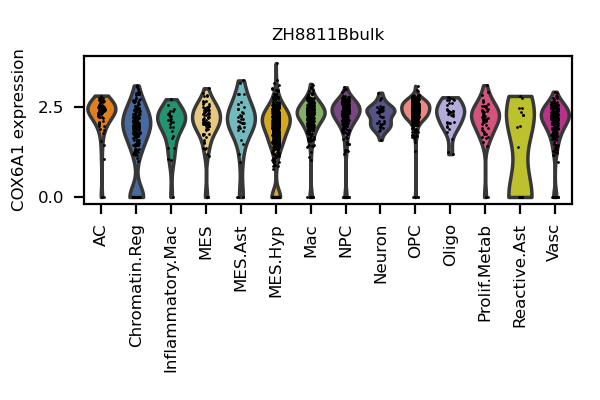 ZH8811Bbulk
COX6A1 expression
2.5
0.0
AC
Chromatin.Reg
Inflammatory.Mac
MES
MES.Ast
MES.Hyp
Mac
NPC
Neuron
OPC
Oligo
Prolif.Metab
Reactive.Ast
Vasc